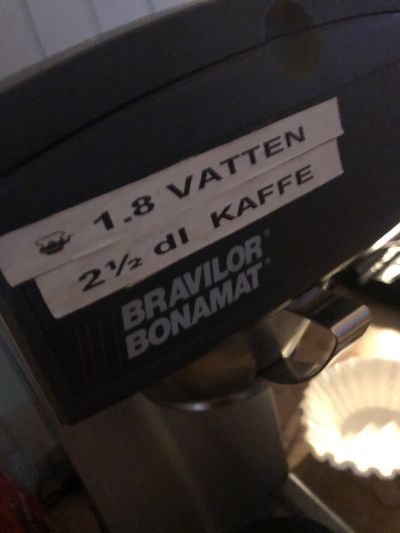 1.8 VATTEN
2½ dl KAFFE
BRAVILOR®
BONAMAT®